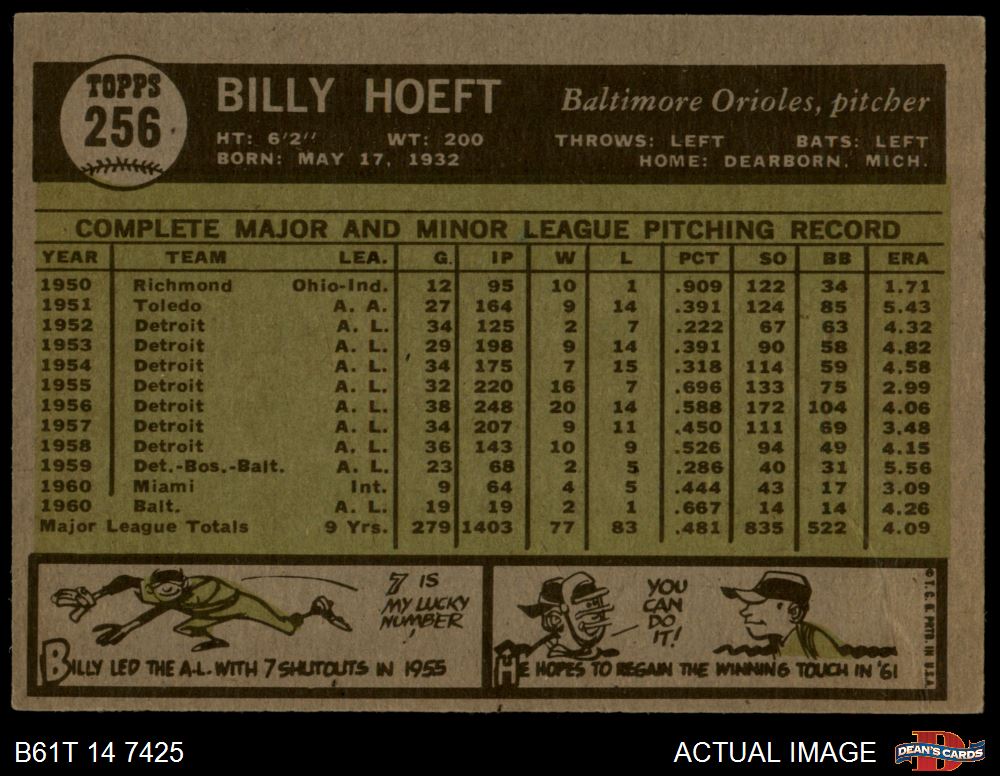 TOPPS
256
BILLY HOEFT
Baltimore Orioles, pitcher
HT: 6'2" WT: 200 THROWS: LEFT BATS: LEFT
BORN: MAY 17, 1932 HOME: DEARBORN, MICH.
COMPLETE MAJOR AND MINOR LEAGUE PITCHING RECORD
YEAR TEAM LEA. G. IP W L PCT SO BB ERA
1950 Richmond Ohio-Ind. 12 95 10 1 .909 122 34 1.71
1951 Toledo A. A. 27 164 9 14 .391 124 85 5.43
1952 Detroit A. L. 34 125 2 7 .222 67 63 4.32
1953 Detroit A. L. 29 198 9 14 .391 90 58 4.82
1954 Detroit A. L. 34 175 7 15 .318 114 59 4.58
1955 Detroit A. L. 32 220 16 7 .696 133 75 2.99
1956 Detroit A. L. 38 248 20 14 .588 172 104 4.06
1957 Detroit A. L. 34 207 9 11 .450 111 69 3.48
1958 Detroit A. L. 36 143 10 9 .526 94 49 4.15
1959 Det.-Bos.-Balt. A. L. 23 68 2 5 .286 40 31 5.56
1960 Miami Int. 9 64 4 5 .444 43 17 3.09
1960 Balt. A. L. 19 19 2 1 .667 14 14 4.26
Major League Totals 9 Yrs. 279 1403 77 83 .481 835 522 4.09
7 IS
MY LUCKY
NUMBER
!
BILLY LED THE A.L. WITH 7 SHUTOUTS IN 1955
YOU
CAN
DO
IT!
HE HOPES TO REGAIN THE WINNING TOUCH IN '61
© T.C.G. PRTD. IN U.S.A.
B61T 14 7425
ACTUAL IMAGE
DEAN'S CARDS